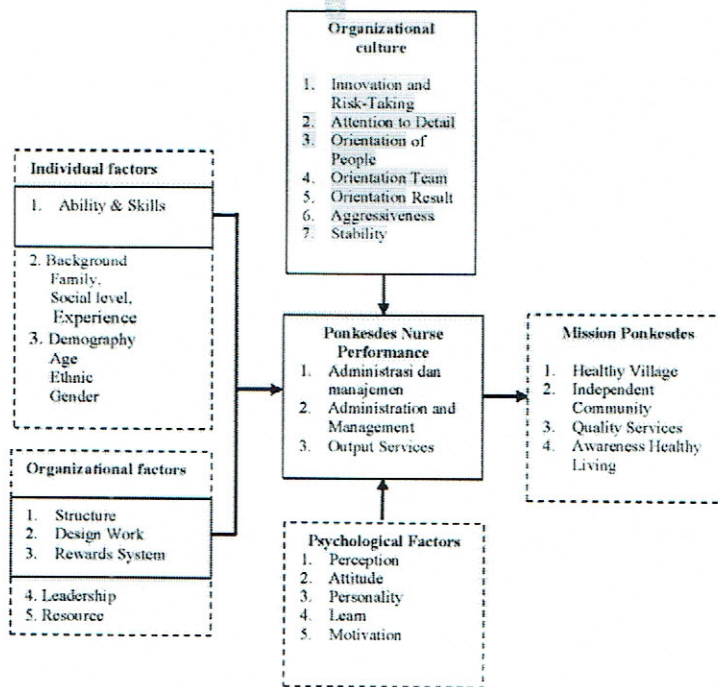 Organizational
culture
1. Innovation and
Risk-Taking
2. Attention to Detail
3. Orientation of
People
4. Orientation Team
5. Orientation Result
6. Aggressiveness
7. Stability
Individual factors
1. Ability & Skills
2. Background
Family,
Social level,
Experience
3. Demography
Age
Ethnic
Gender
Organizational factors
1. Structure
2. Design Work
3. Rewards System
4. Leadership
5. Resource
Ponkesdes Nurse
Performance
1. Administrasi dan
manajemen
2. Administration and
Management
3. Output Services
Psychological Factors
1. Perception
2. Attitude
3. Personality
4. Learn
5. Motivation
Mission Ponkesdes
1. Healthy Village
2. Independent
Community
3. Quality Services
4. Awareness Healthy
Living